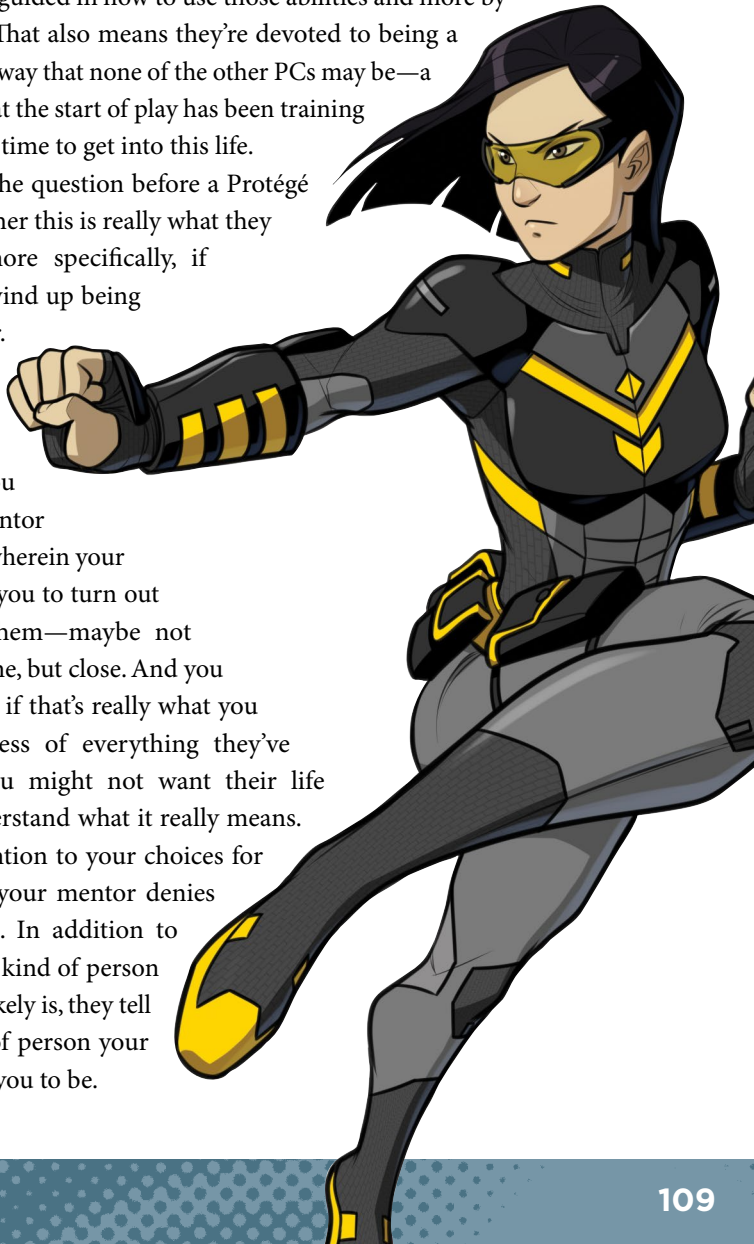 guided in how to use those abilities and more by
That also means they're devoted to being a
way that none of the other PCs may be—a
at the start of play has been training
time to get into this life.
he question before a Protégé
her this is really what they
more specifically, if
wind up being
ou
ntor
wherein your
you to turn out
hem—maybe not
me, but close. And you
if that's really what you
ess of everything they've
u might not want their life
erstand what it really means.
ntion to your choices for
your mentor denies
. In addition to
kind of person
kely is, they tell
of person your
you to be.
109